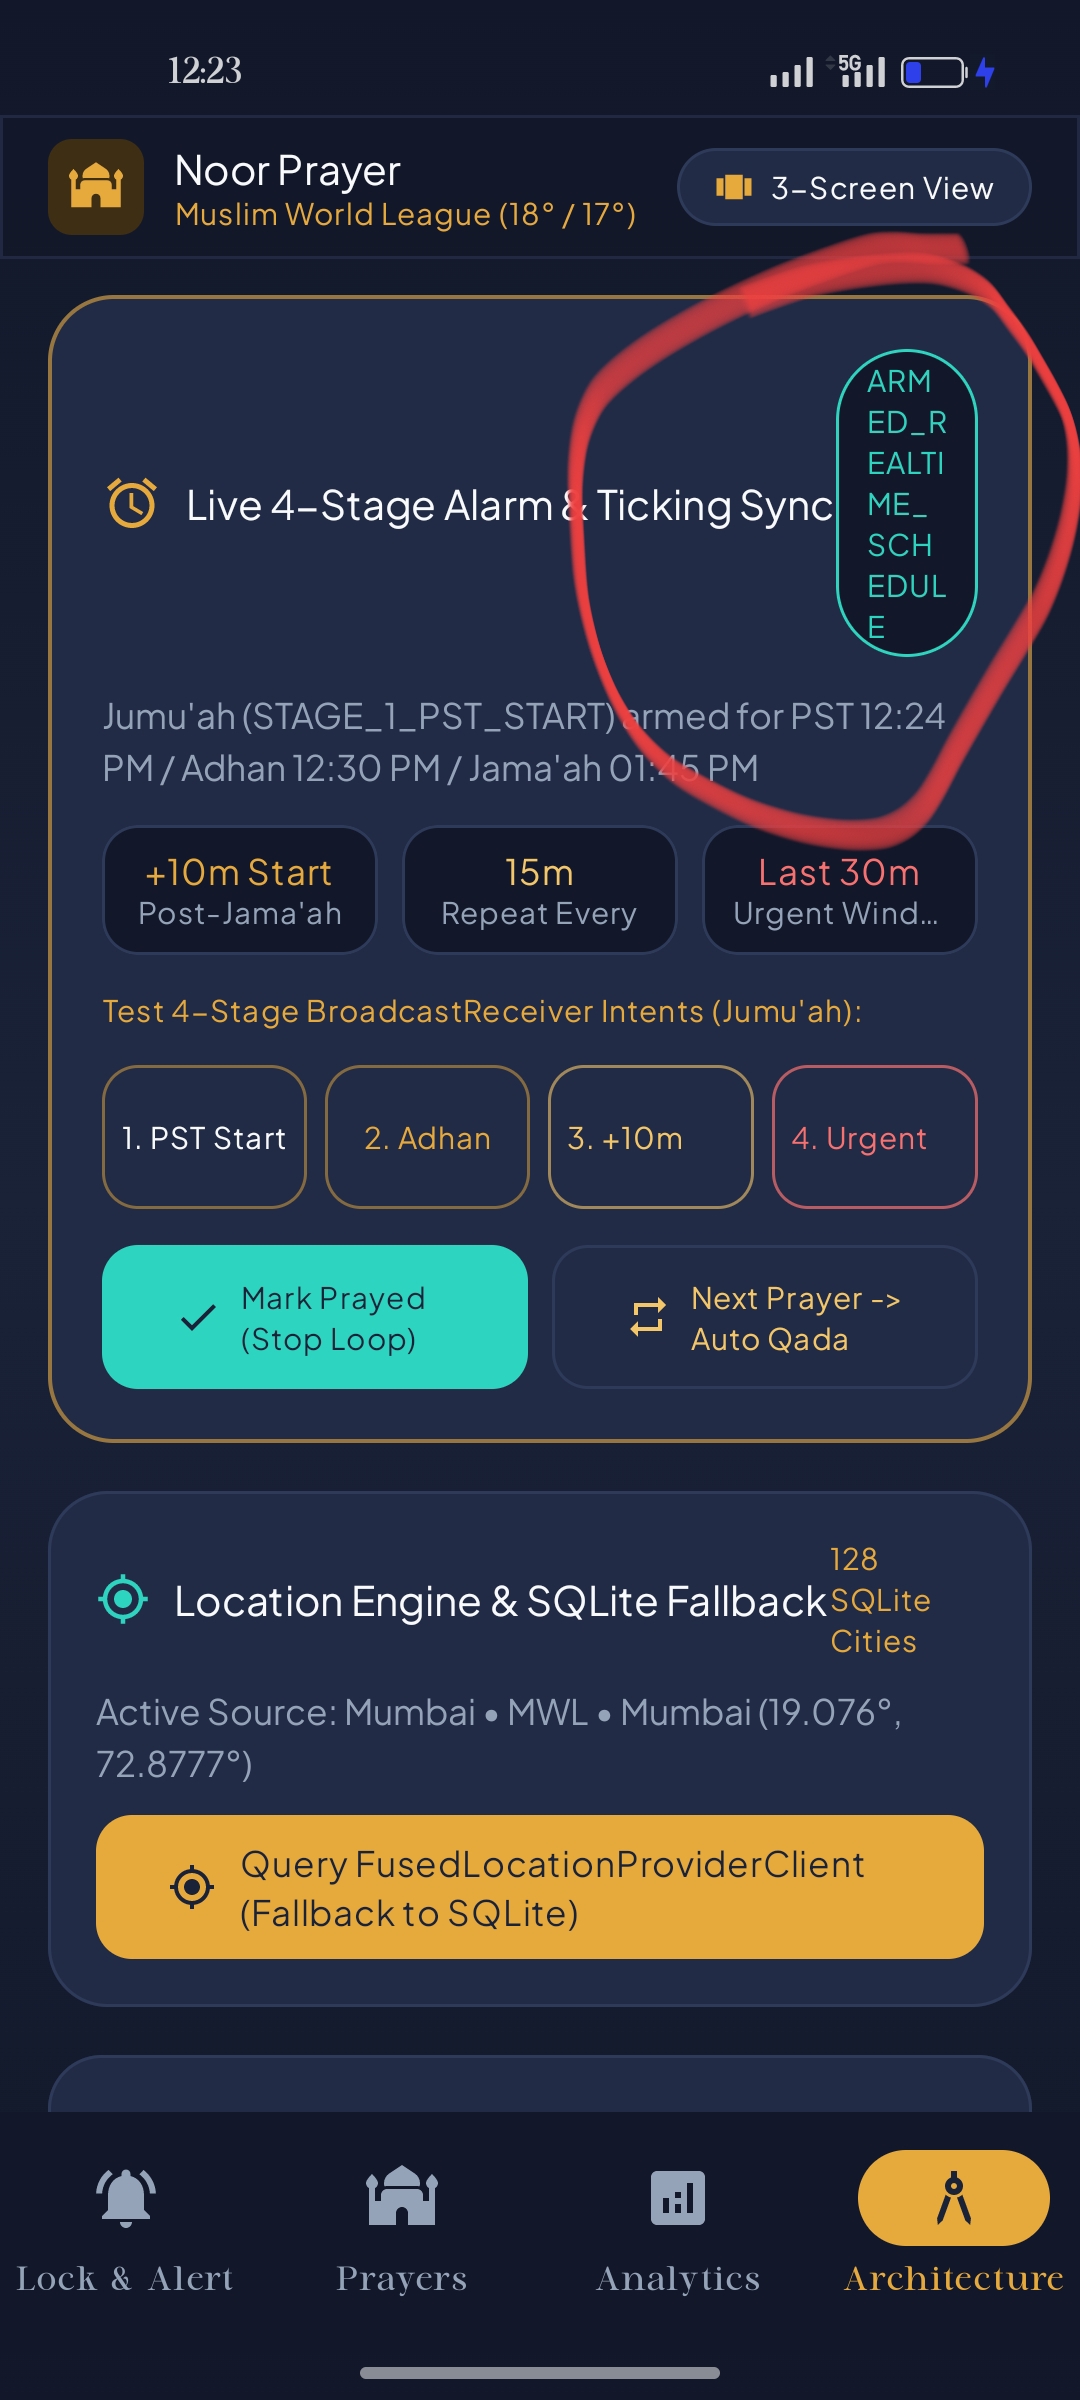 12:23
5G
Noor Prayer
Muslim World League (18° / 17°)
3-Screen View
Live 4-Stage Alarm & Ticking Sync
ARM
ED_R
EALTI
ME_
SCH
EDUL
E
Jumu'ah (STAGE_1_PST_START) armed for PST 12:24
PM / Adhan 12:30 PM / Jama'ah 01:45 PM
+10m Start
Post-Jama'ah
15m
Repeat Every
Last 30m
Urgent Wind...
Test 4-Stage BroadcastReceiver Intents (Jumu'ah):
1. PST Start
2. Adhan
3. +10m
4. Urgent
Mark Prayed
(Stop Loop)
Next Prayer ->
Auto Qada
Location Engine & SQLite Fallback
128
SQLite
Cities
Active Source: Mumbai • MWL • Mumbai (19.076°,
72.8777°)
Query FusedLocationProviderClient
(Fallback to SQLite)
Lock & Alert
Prayers
Analytics
Architecture